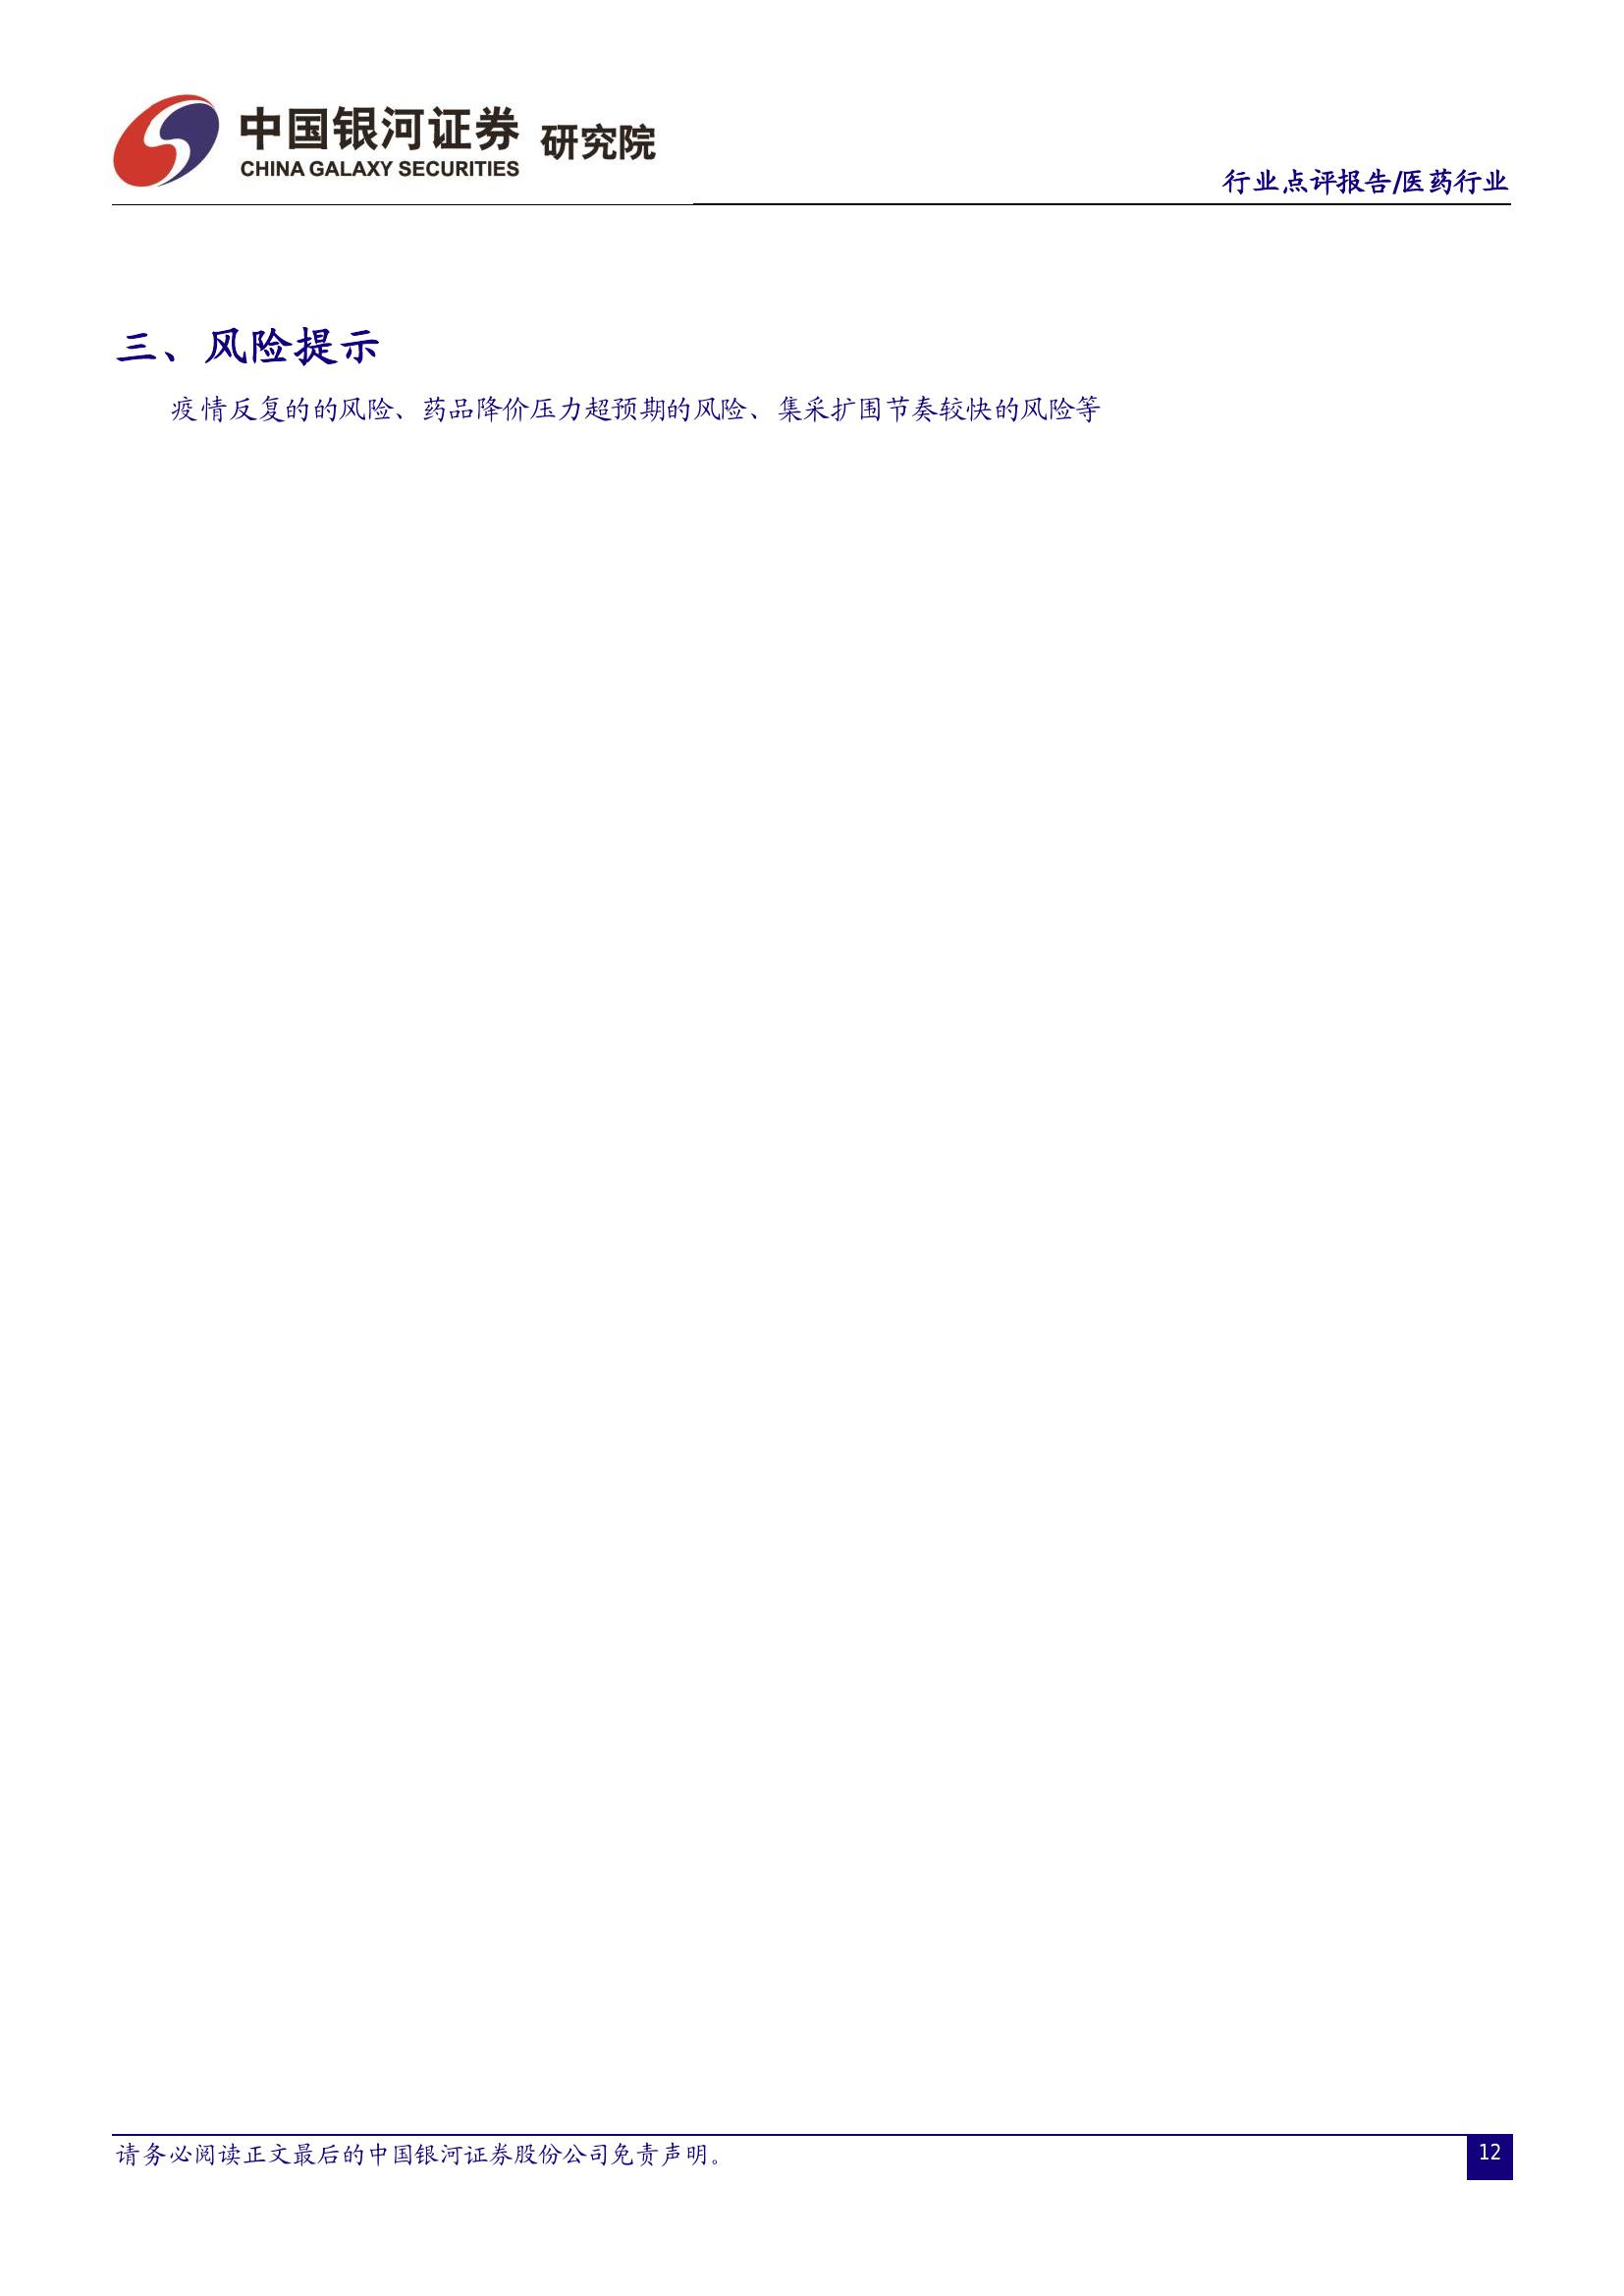 中国银河证券 研究院
CHINA GALAXY SECURITIES
行业点评报告/医药行业
三、风险提示
疫情反复的的风险、药品降价压力超预期的风险、集采扩围节奏较快的风险等
请务必阅读正文最后的中国银河证券股份公司免责声明。
12